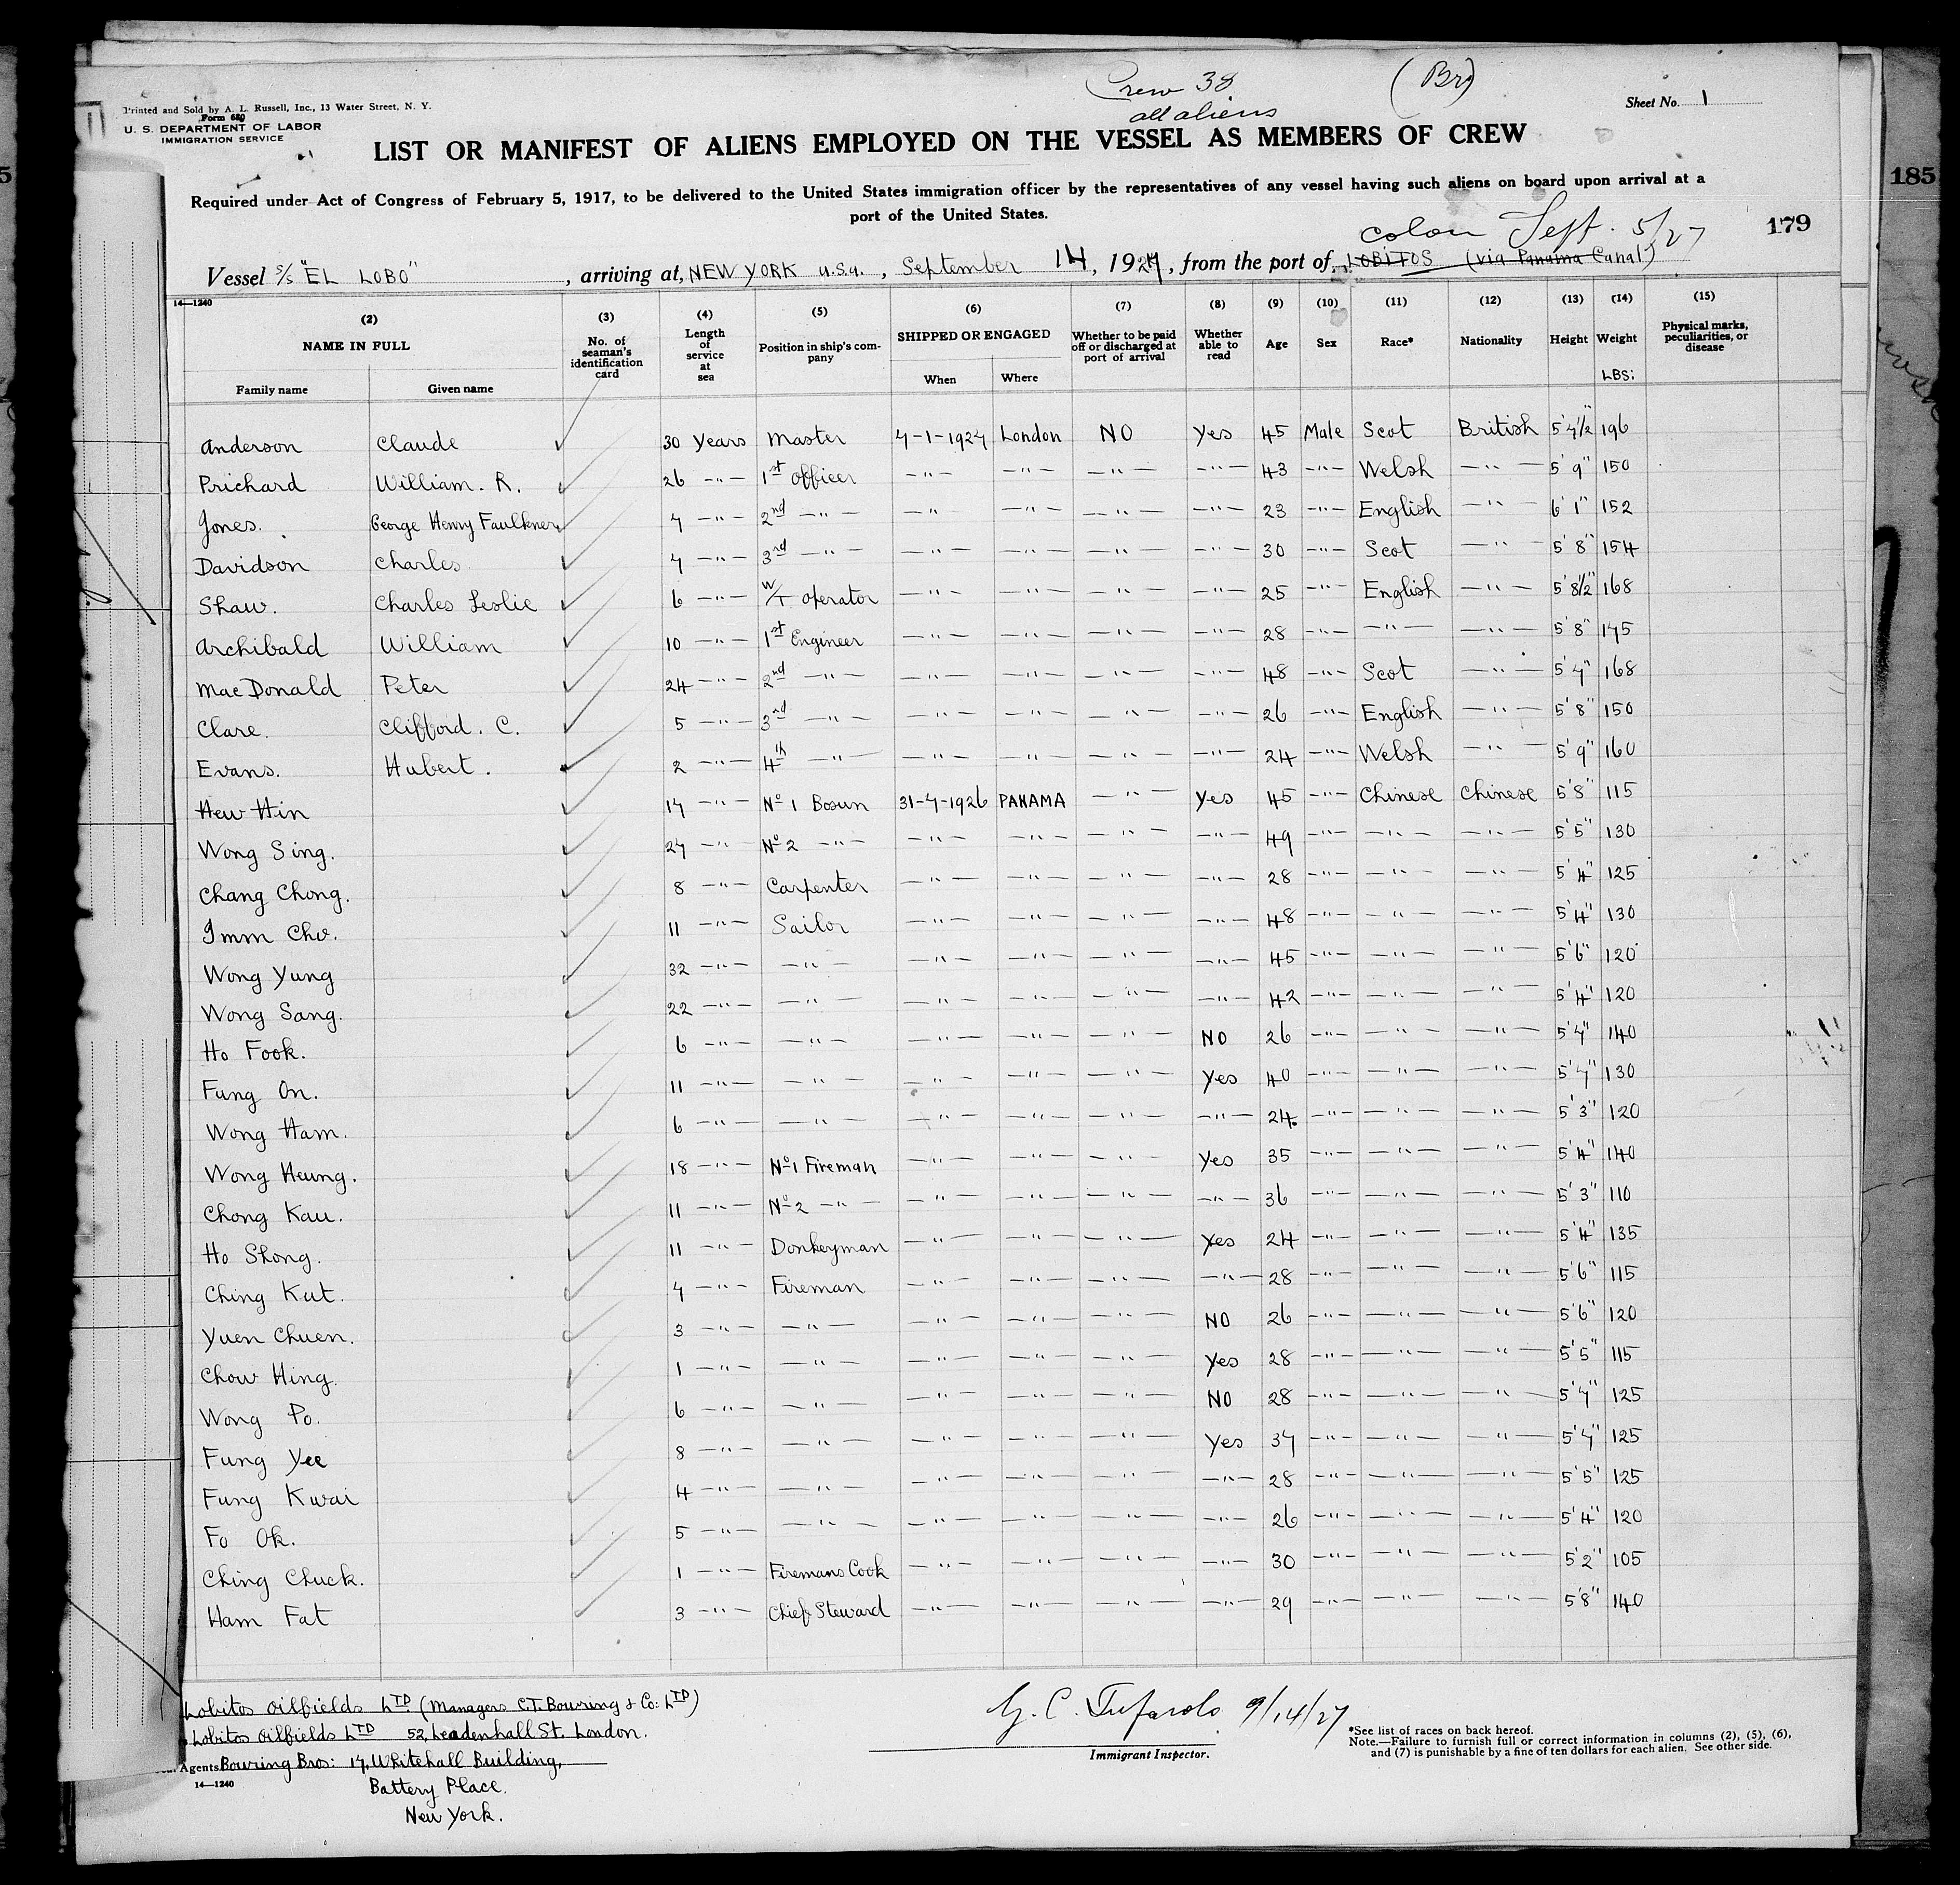 Crew 38
all aliens
(Br)
Printed and Sold by A. L. Russell, Inc., 13 Water Street, N. Y.
Form 680
U. S. DEPARTMENT OF LABOR
IMMIGRATION SERVICE
Sheet No. 1
LIST OR MANIFEST OF ALIENS EMPLOYED ON THE VESSEL AS MEMBERS OF CREW
185
Required under Act of Congress of February 5, 1917, to be delivered to the United States immigration officer by the representatives of any vessel having such aliens on board upon arrival at a
port of the United States.
179
Colon Sept. 5/27
Vessel S/S "EL LOBO", arriving at, NEW YORK U.S.A., September 14, 1927, from the port of LOBITOS (via Panama Canal)
14—1240
(2) (3) (4) (5) (6) (7) (8) (9) (10) (11) (12) (13) (14) (15)
NAME IN FULL No. of seaman's identification card Length of service at sea Position in ship's company SHIPPED OR ENGAGED Whether to be paid off or discharged at port of arrival Whether able to read Age Sex Race* Nationality Height Weight Physical marks, peculiarities, or disease
Family name Given name When Where LBS:
Anderson Claude ✓ 30 Years Master 7-1-1927 London NO Yes 45 Male Scot British 5'7½" 196
Prichard William. R. ✓ 26 —"— 1st Officer —"— —"— —"— —"— 43 —"— Welsh —"— 5'9" 150
Jones. George Henry Faulkner ✓ 7 —"— 2nd —"— —"— —"— —"— —"— 23 —"— English —"— 6'1" 152
Davidson Charles ✓ 7 —"— 3rd —"— —"— —"— —"— —"— 30 —"— Scot —"— 5'8" 154
Shaw. Charles Leslie ✓ 6 —"— W/T Operator —"— —"— —"— —"— 25 —"— English —"— 5'8½" 168
Archibald William ✓ 10 —"— 1st Engineer —"— —"— —"— —"— 28 —"— —"— —"— 5'8" 175
MacDonald Peter ✓ 24 —"— 2nd —"— —"— —"— —"— —"— 48 —"— Scot —"— 5'7" 168
Clare. Clifford. C. ✓ 5 —"— 3rd —"— —"— —"— —"— —"— 26 —"— English —"— 5'8" 150
Evans. Hubert. ✓ 2 —"— 4th —"— —"— —"— —"— —"— 24 —"— Welsh —"— 5'9" 160
Hew Hin ✓ 17 —"— No 1 Bosun 31-7-1926 PANAMA —"— Yes 45 —"— Chinese Chinese 5'8" 115
Wong Sing. ✓ 27 —"— No 2 —"— —"— —"— —"— —"— 49 —"— —"— —"— 5'5" 130
Chang Chong. ✓ 8 —"— Carpenter —"— —"— —"— —"— 28 —"— —"— —"— 5'4" 125
Imm Cho. ✓ 11 —"— Sailor —"— —"— —"— —"— 48 —"— —"— —"— 5'4" 130
Wong Yung ✓ 32 —"— —"— —"— —"— —"— —"— 45 —"— —"— —"— 5'6" 120
Wong Sang. ✓ 22 —"— —"— —"— —"— —"— —"— 42 —"— —"— —"— 5'4" 120
Ho Fook. ✓ 6 —"— —"— —"— —"— —"— NO 26 —"— —"— —"— 5'7" 140
Fung On. ✓ 11 —"— —"— —"— —"— —"— Yes 40 —"— —"— —"— 5'7" 130
Wong Ham. ✓ 6 —"— —"— —"— —"— —"— —"— 24. —"— —"— —"— 5'3" 120
Wong Heung. ✓ 18 —"— No 1 Fireman —"— —"— —"— Yes 35 —"— —"— —"— 5'4" 140
Chong Kau. ✓ 11 —"— No 2 —"— —"— —"— —"— —"— 36 —"— —"— —"— 5'3" 110
Ho Shong. ✓ 11 —"— Donkeyman —"— —"— —"— Yes 24 —"— —"— —"— 5'4" 135
Ching Kut. ✓ 7 —"— Fireman —"— —"— —"— —"— 28 —"— —"— —"— 5'6" 115
Yuen Chuen. ✓ 3 —"— —"— —"— —"— —"— NO 26 —"— —"— —"— 5'6" 120
Chow Hing. ✓ 1 —"— —"— —"— —"— —"— Yes 28 —"— —"— —"— 5'5" 115
Wong Po. ✓ 6 —"— —"— —"— —"— —"— NO 28 —"— —"— —"— 5'7" 125
Fung Yee ✓ 8 —"— —"— —"— —"— —"— Yes 37 —"— —"— —"— 5'7" 125
Fung Kwai ✓ 4 —"— —"— —"— —"— —"— —"— 28 —"— —"— —"— 5'5" 125
Fo Ok. ✓ 5 —"— —"— —"— —"— —"— —"— 26 —"— —"— —"— 5'4" 120
Ching Chuck. ✓ 1 —"— Firemans Cook —"— —"— —"— —"— 30 —"— —"— —"— 5'2" 105
Ham Fat ✓ 3 —"— Chief Steward —"— —"— —"— —"— 29 —"— —"— —"— 5'8" 140
Lobitos Oilfields LTD (Managers C.T. Bowring & Co: LTD)
Lobitos Oilfields LTD 52, Leadenhall St. London.
Agents Bowring Bros: 17, Whitehall Building,
14—1240
Battery Place.
New York.
G. C. Tufarolo 9/14/27
Immigrant Inspector.
*See list of races on back hereof.
Note.—Failure to furnish full or correct information in columns (2), (5), (6),
and (7) is punishable by a fine of ten dollars for each alien. See other side.